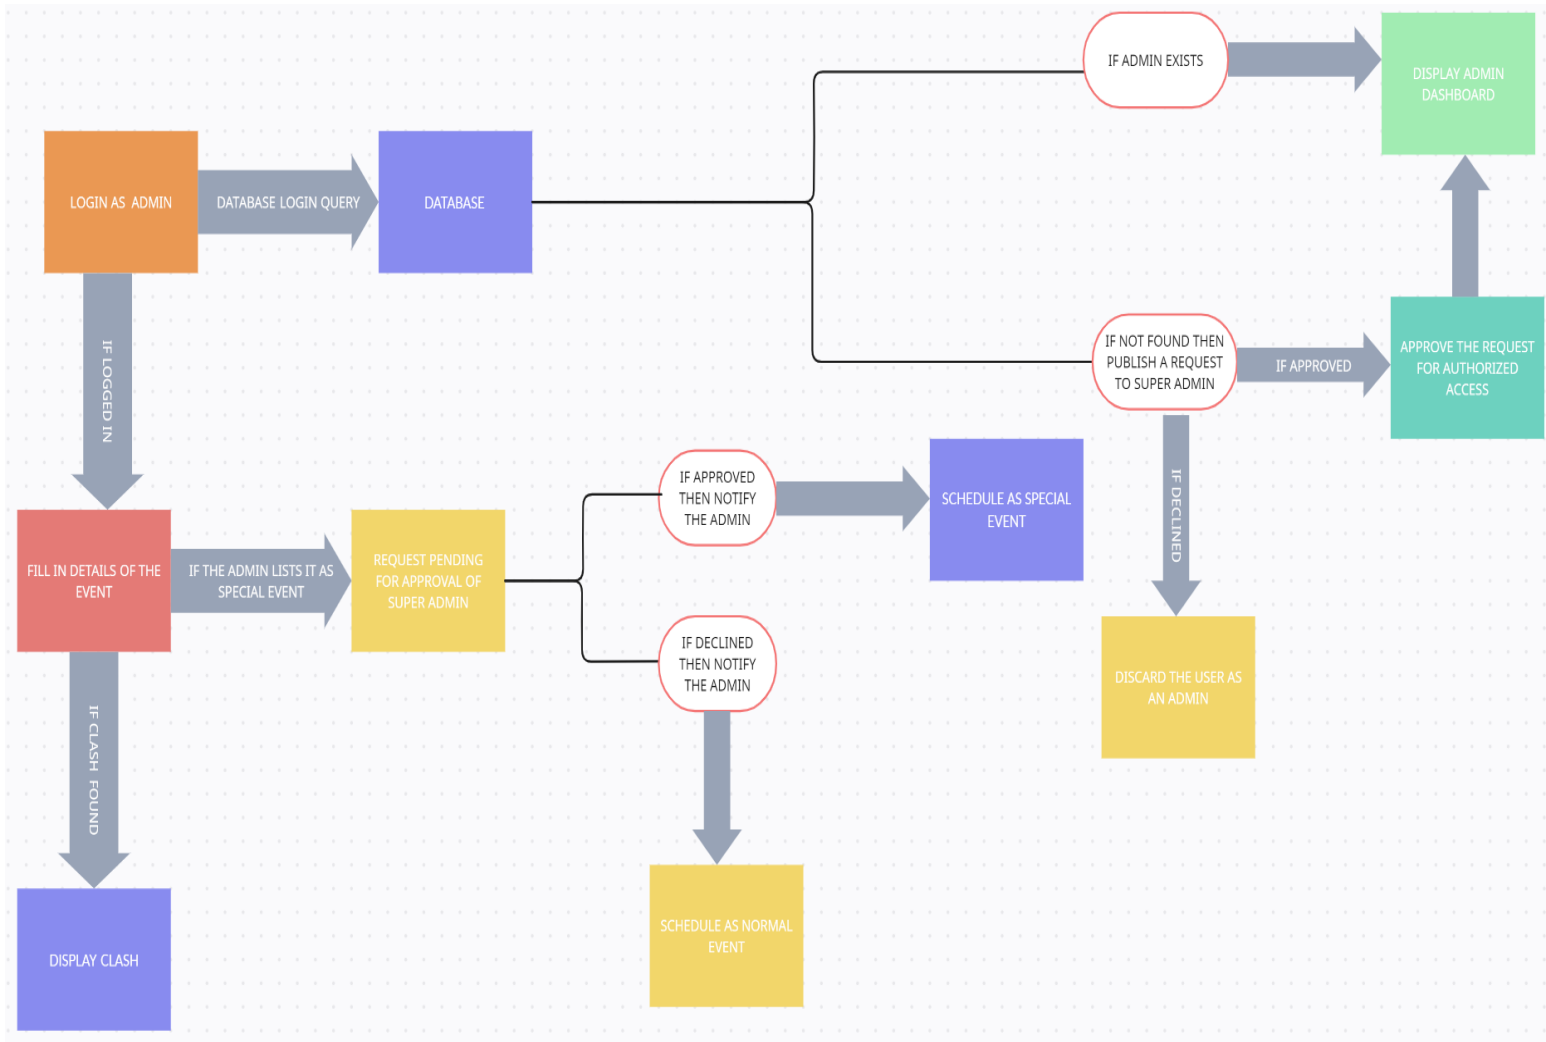 IF ADMIN EXISTS
DISPLAY ADMIN
DASHBOARD
LOGIN AS ADMIN
DATABASE LOGIN QUERY
DATABASE
IF LOGGED IN
IF NOT FOUND THEN
PUBLISH A REQUEST
TO SUPER ADMIN
IF APPROVED
APPROVE THE REQUEST
FOR AUTHORIZED
ACCESS
IF DECLINED
IF APPROVED
THEN NOTIFY
THE ADMIN
SCHEDULE AS SPECIAL
EVENT
FILL IN DETAILS OF THE
EVENT
IF THE ADMIN LISTS IT AS
SPECIAL EVENT
REQUEST PENDING
FOR APPROVAL OF
SUPER ADMIN
IF DECLINED
THEN NOTIFY
THE ADMIN
DISCARD THE USER AS
AN ADMIN
IF CLASH FOUND
SCHEDULE AS NORMAL
EVENT
DISPLAY CLASH